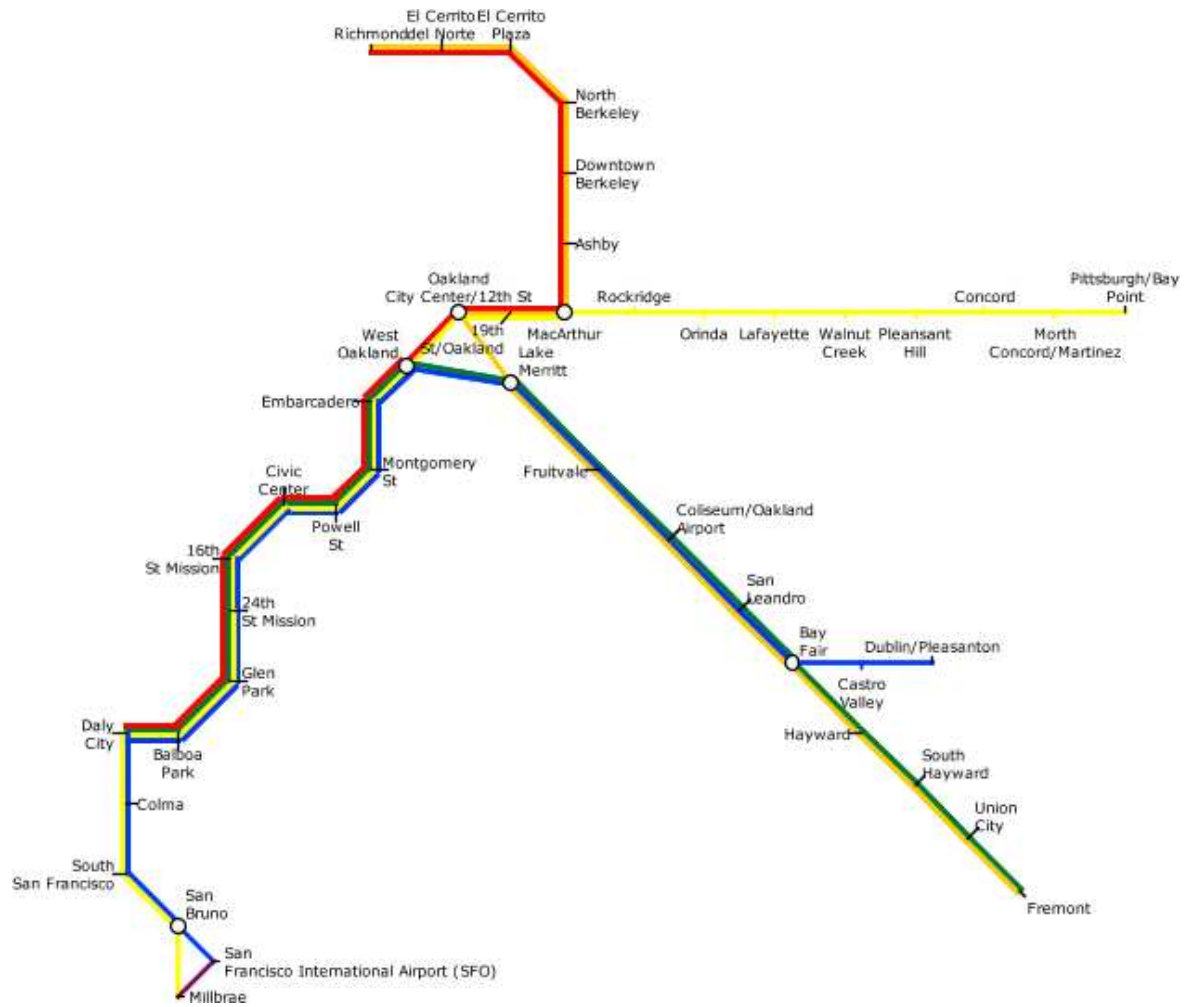 El Cerrito El Cerrito
Richmond del Norte Plaza
North
Berkeley
Downtown
Berkeley
Ashby
Oakland
City Center/12th St
Rockridge
Concord
Pittsburgh/Bay
Point
19th
St/Oakland
MacArthur
Orinda
Lafayette
Walnut
Creek
Pleansant
Hill
Morth
Concord/Martinez
West
Oakland
Lake
Merritt
Embarcadero
Montgomery
St
Fruitvale
Civic
Center
Powell
St
Coliseum/Oakland
Airport
16th
St Mission
24th
St Mission
San
Leandro
Bay
Fair
Dublin/Pleasanton
Castro
Valley
Glen
Park
Daly
City
Balboa
Park
Hayward
South
Hayward
Colma
Union
City
South
San Francisco
San
Bruno
Fremont
San
Francisco International Airport (SFO)
Millbrae